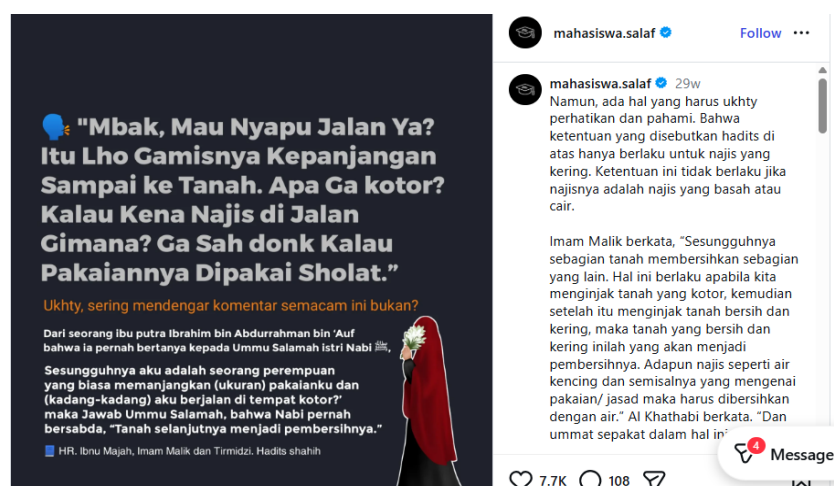 🗣️ "Mbak, Mau Nyapu Jalan Ya?
Itu Lho Gamisnya Kepanjangan
Sampai ke Tanah. Apa Ga kotor?
Kalau Kena Najis di Jalan
Gimana? Ga Sah donk Kalau
Pakaiannya Dipakai Sholat."
Ukhty, sering mendengar komentar semacam ini bukan?
Dari seorang ibu putra Ibrahim bin Abdurrahman bin ‘Auf
bahwa ia pernah bertanya kepada Ummu Salamah istri Nabi ﷺ,
Sesungguhnya aku adalah seorang perempuan
yang biasa memanjangkan (ukuran) pakaianku dan
(kadang-kadang) aku berjalan di tempat kotor?’
maka Jawab Ummu Salamah, bahwa Nabi pernah
bersabda, “Tanah selanjutnya menjadi pembersihnya.”
📘 HR. Ibnu Majah, Imam Malik dan Tirmidzi. Hadits shahih
mahasiswa.salaf Follow •••
mahasiswa.salaf 29w
Namun, ada hal yang harus ukhty
perhatikan dan pahami. Bahwa
ketentuan yang disebutkan hadits di
atas hanya berlaku untuk najis yang
kering. Ketentuan ini tidak berlaku jika
najisnya adalah najis yang basah atau
cair.
Imam Malik berkata, “Sesungguhnya
sebagian tanah membersihkan sebagian
yang lain. Hal ini berlaku apabila kita
menginjak tanah yang kotor, kemudian
setelah itu menginjak tanah bersih dan
kering, maka tanah yang bersih dan
kering inilah yang akan menjadi
pembersihnya. Adapun najis seperti air
kencing dan semisalnya yang mengenai
pakaian/ jasad maka harus dibersihkan
dengan air.” Al Khathabi berkata. “Dan
ummat sepakat dalam hal ini
4 Message
7.7K 108